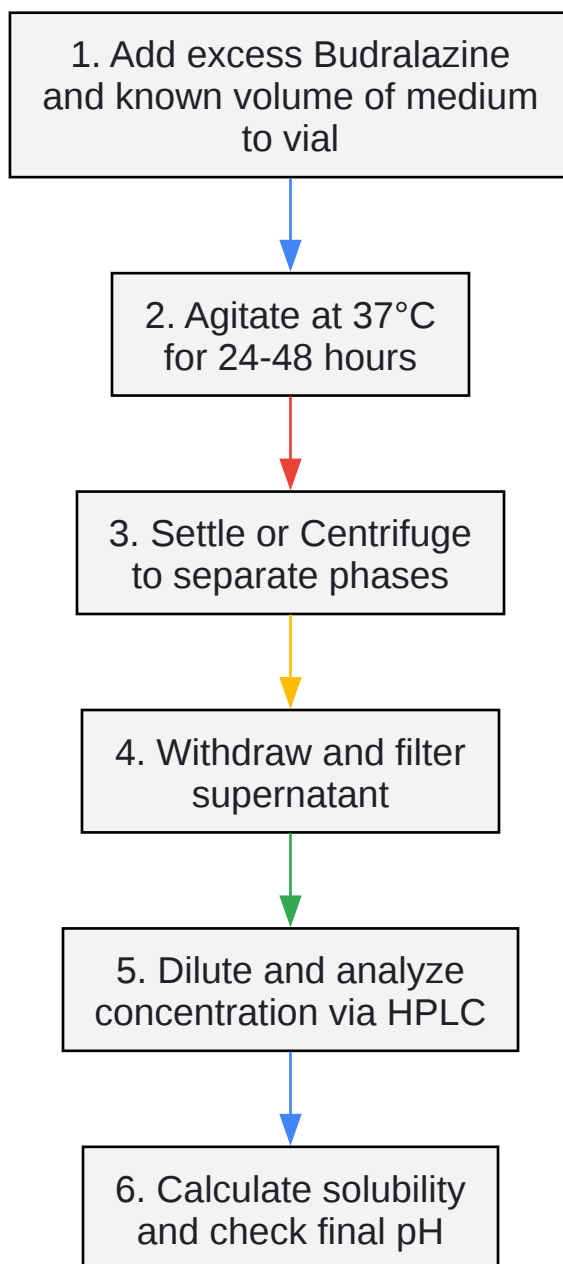 1. Add excess Budralazine
and known volume of medium
to vial
2. Agitate at 37°C
for 24-48 hours
3. Settle or Centrifuge
to separate phases
4. Withdraw and filter
supernatant
5. Dilute and analyze
concentration via HPLC
6. Calculate solubility
and check final pH